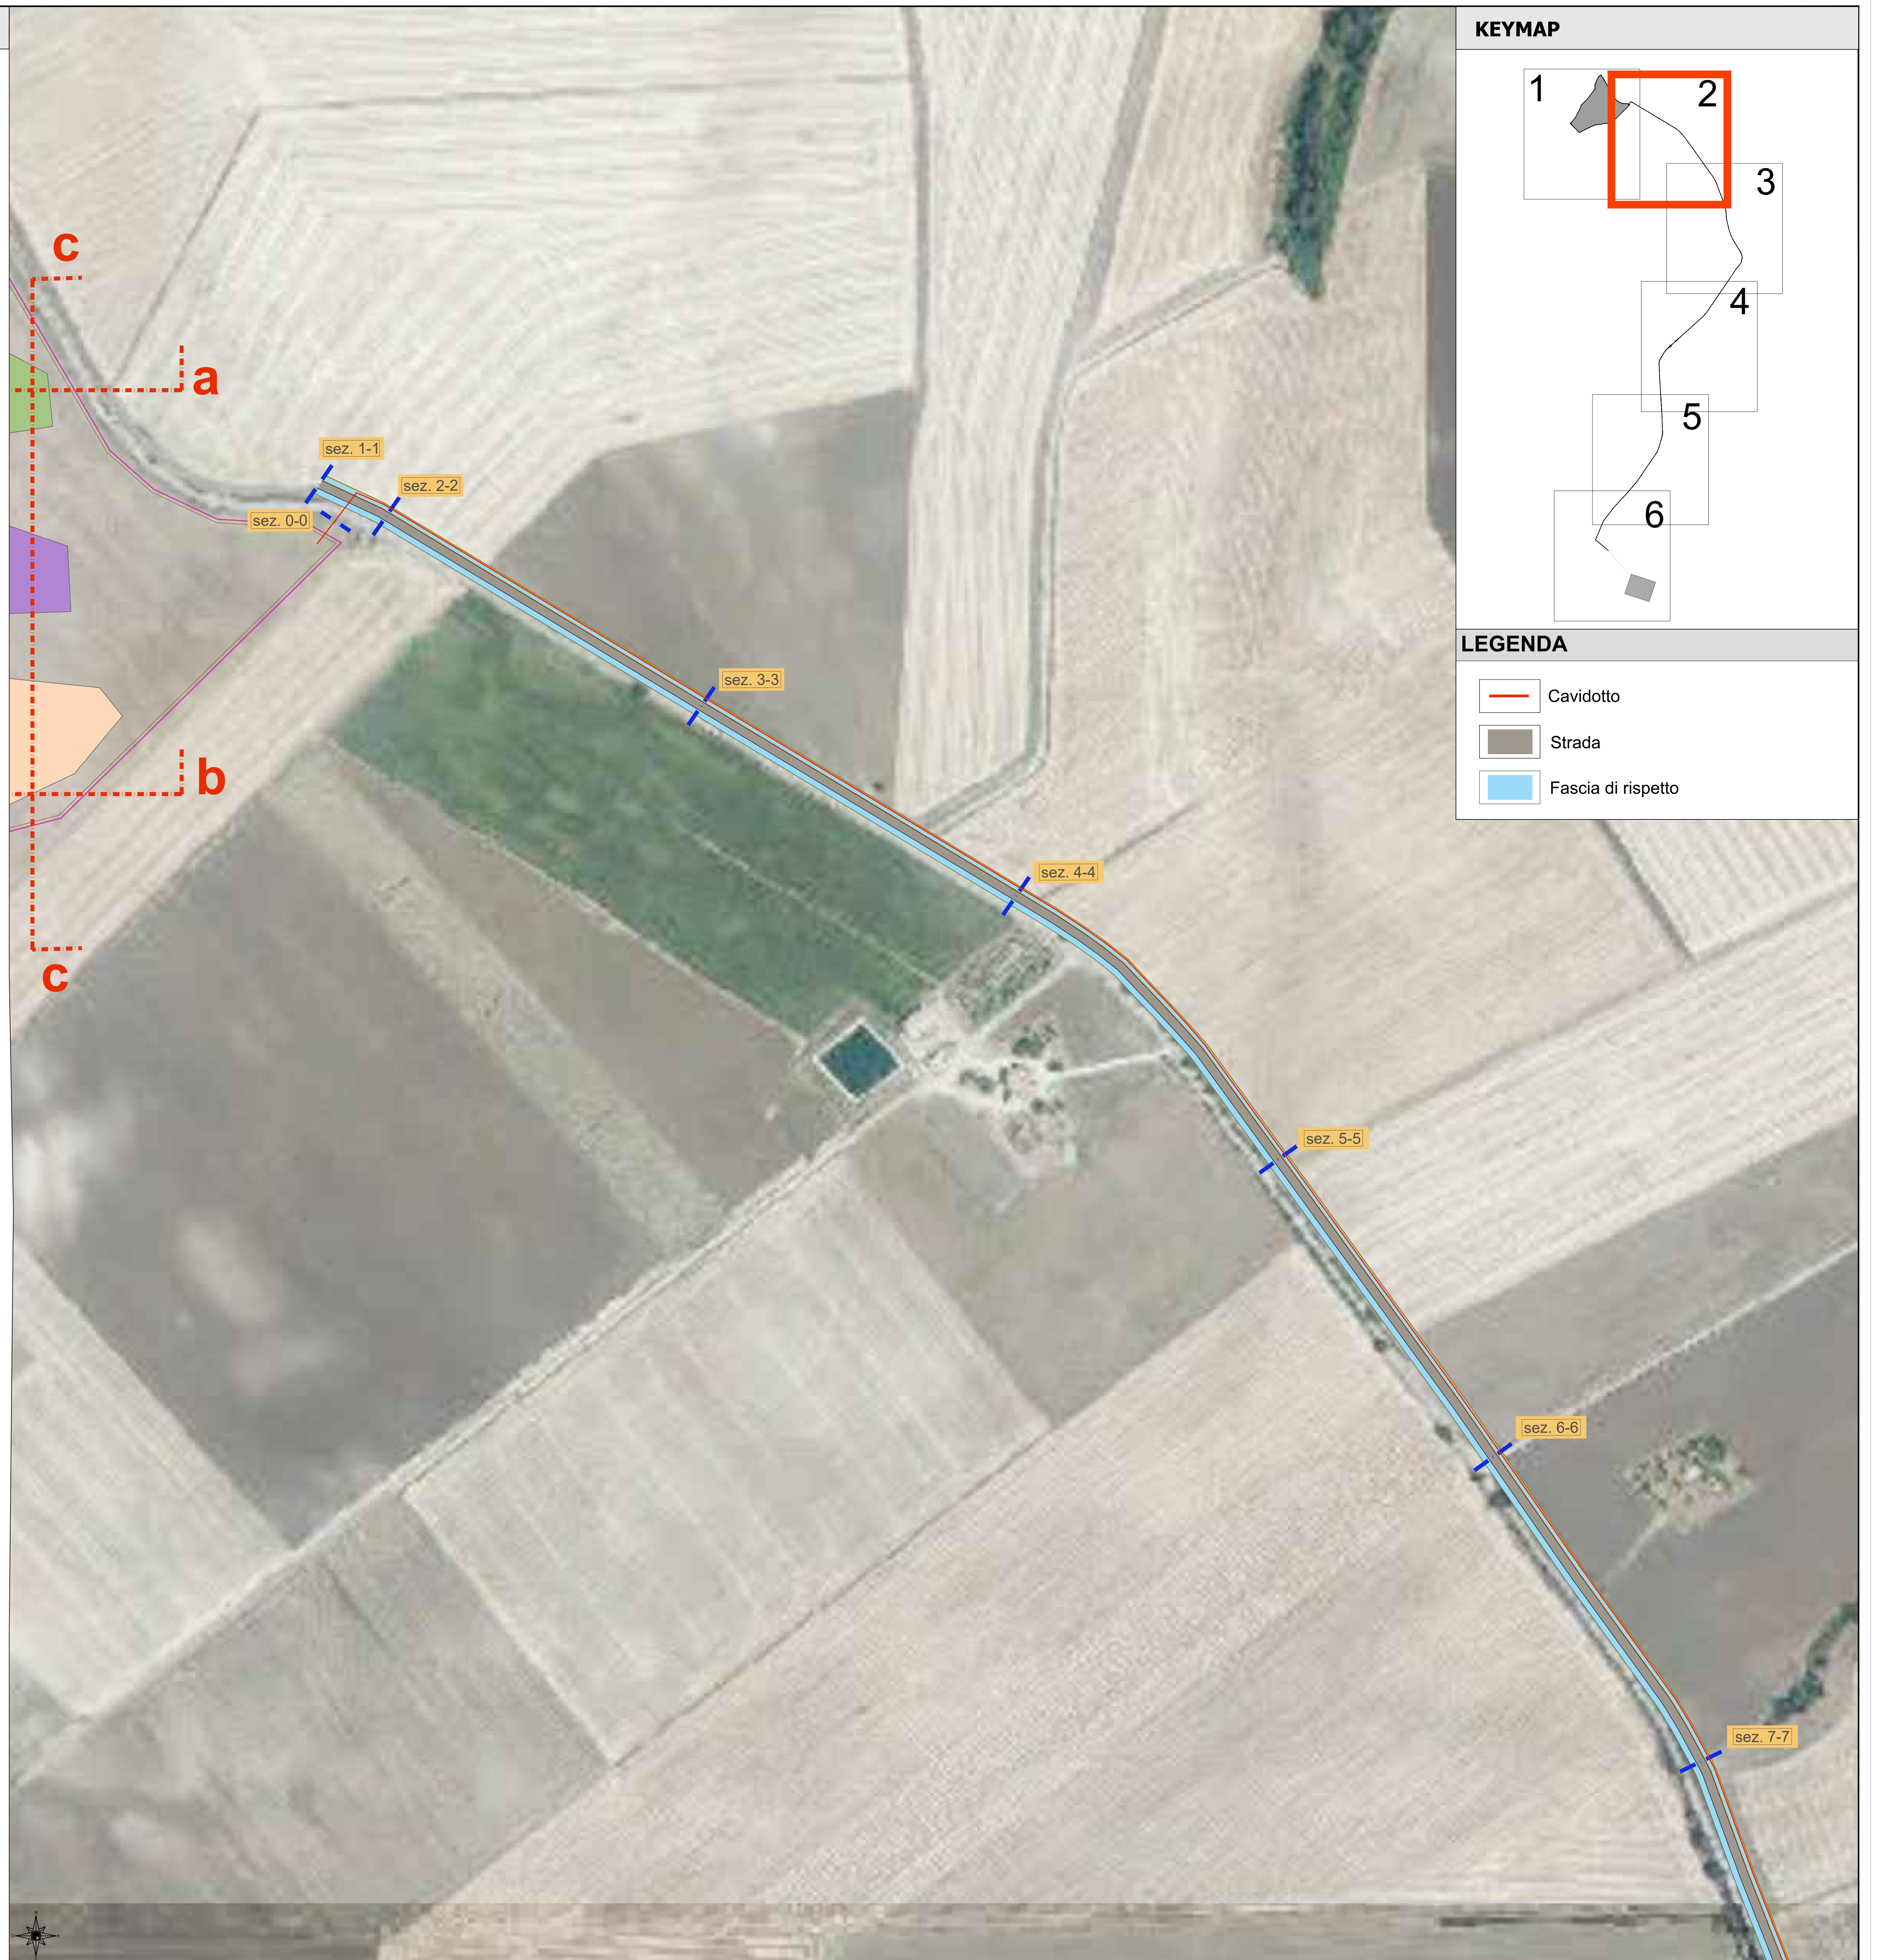 KEYMAP
1
2
3
4
5
6
LEGENDA
Cavidotto
Strada
Fascia di rispetto
c
a
sez. 1-1
sez. 2-2
sez. 0-0
sez. 3-3
b
sez. 4-4
c
sez. 5-5
sez. 6-6
sez. 7-7